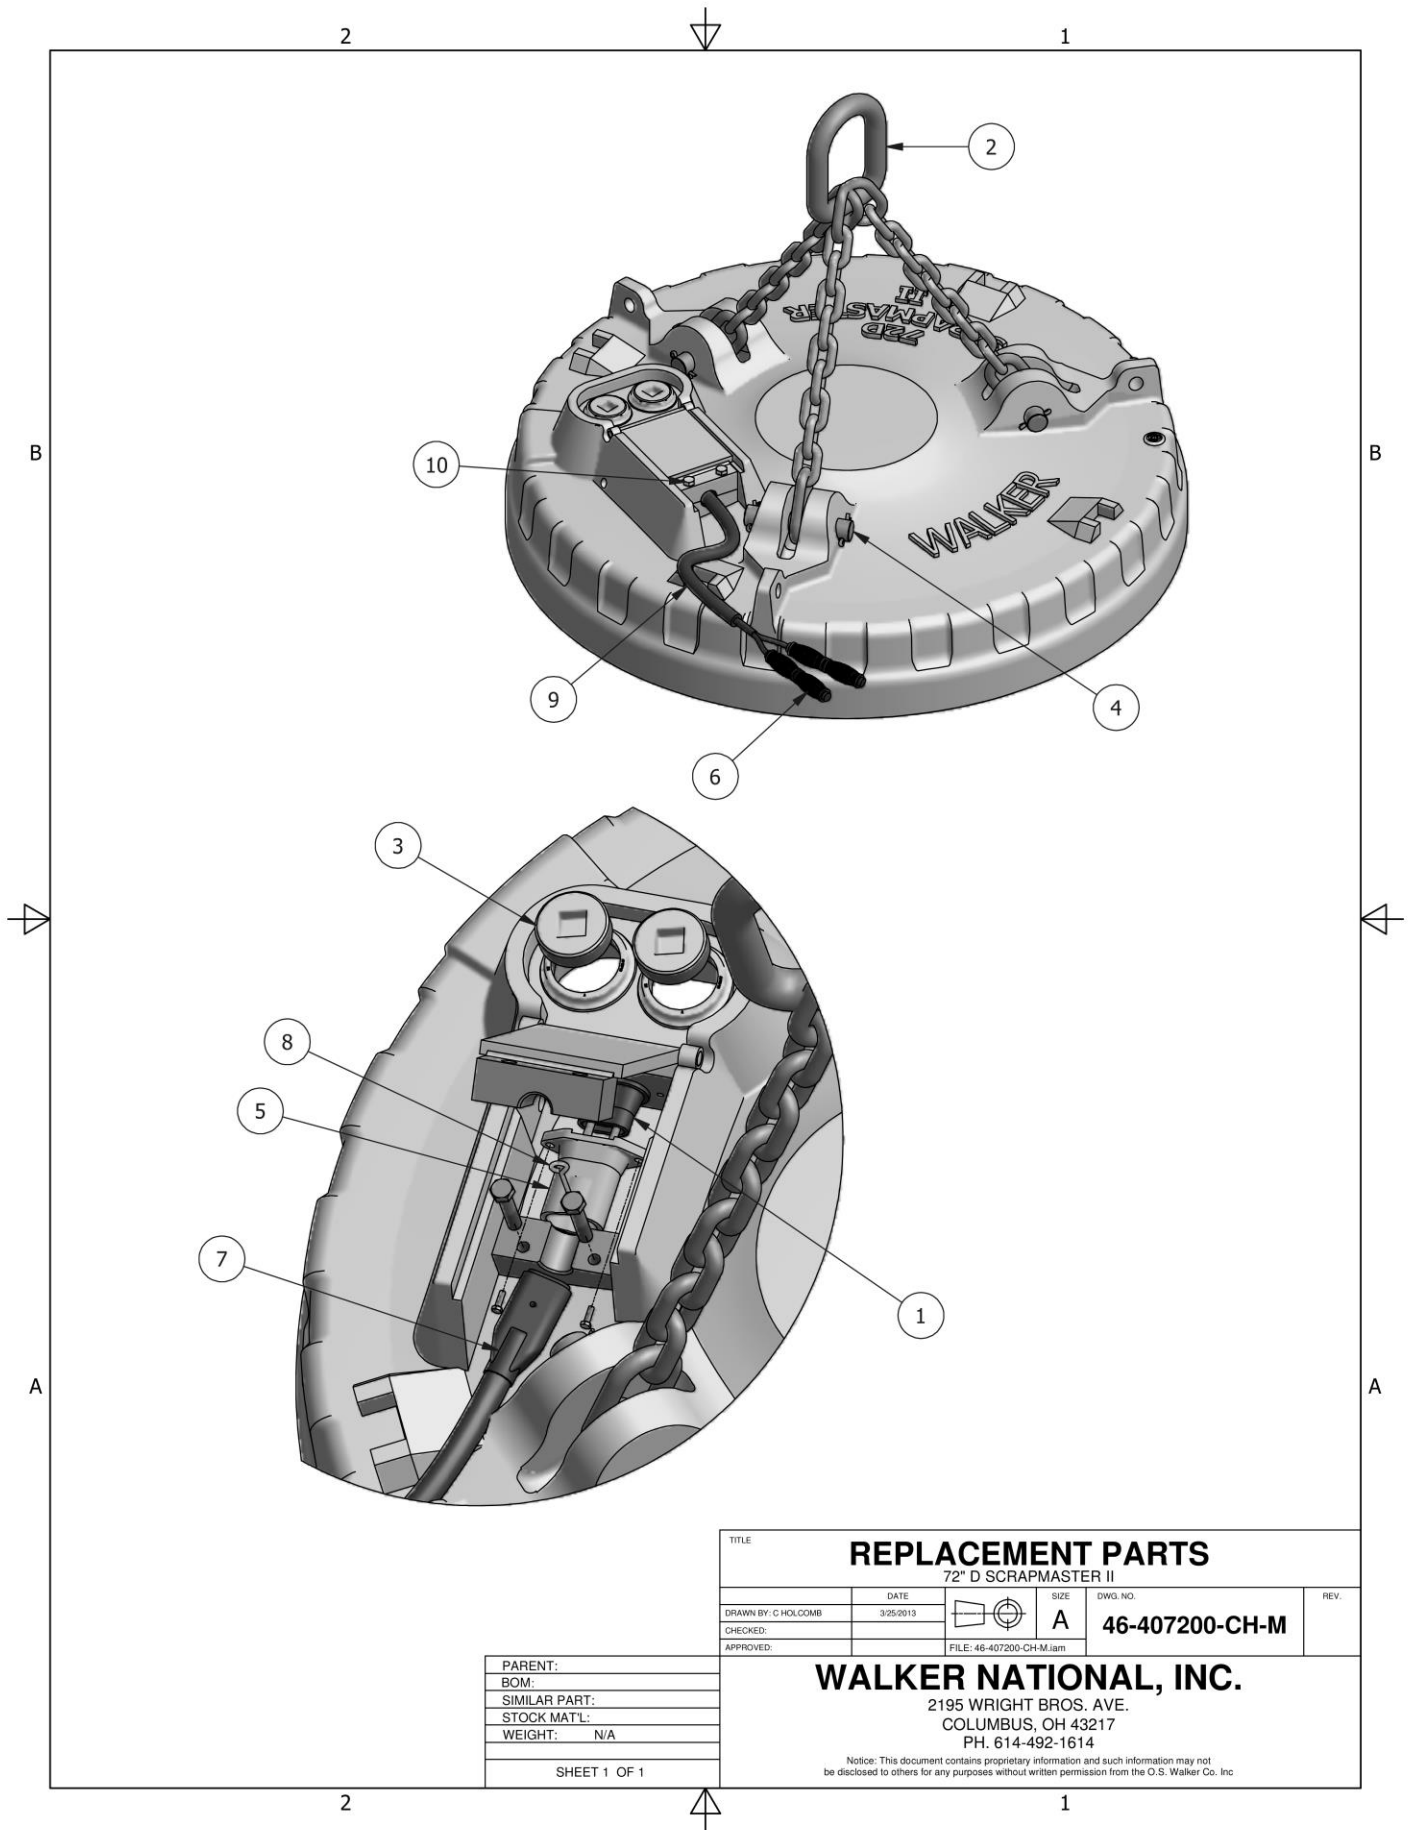 2
1
2
72D
SCRAPMASTER
II
B
B
10
WALKER
9
4
6
3
8
5
7
1
A
A
TITLE
REPLACEMENT PARTS
72" D SCRAPMASTER II
DATE
SIZE
DWG. NO.
REV.
DRAWN BY: C HOLCOMB
3/25/2013
A
46-407200-CH-M
CHECKED:
APPROVED:
FILE: 46-407200-CH-M.iam
PARENT:
BOM:
SIMILAR PART:
STOCK MAT'L:
WEIGHT: N/A
SHEET 1 OF 1
WALKER NATIONAL, INC.
2195 WRIGHT BROS. AVE.
COLUMBUS, OH 43217
PH. 614-492-1614
Notice: This document contains proprietary information and such information may not
be disclosed to others for any purposes without written permission from the O.S. Walker Co. Inc
2
1